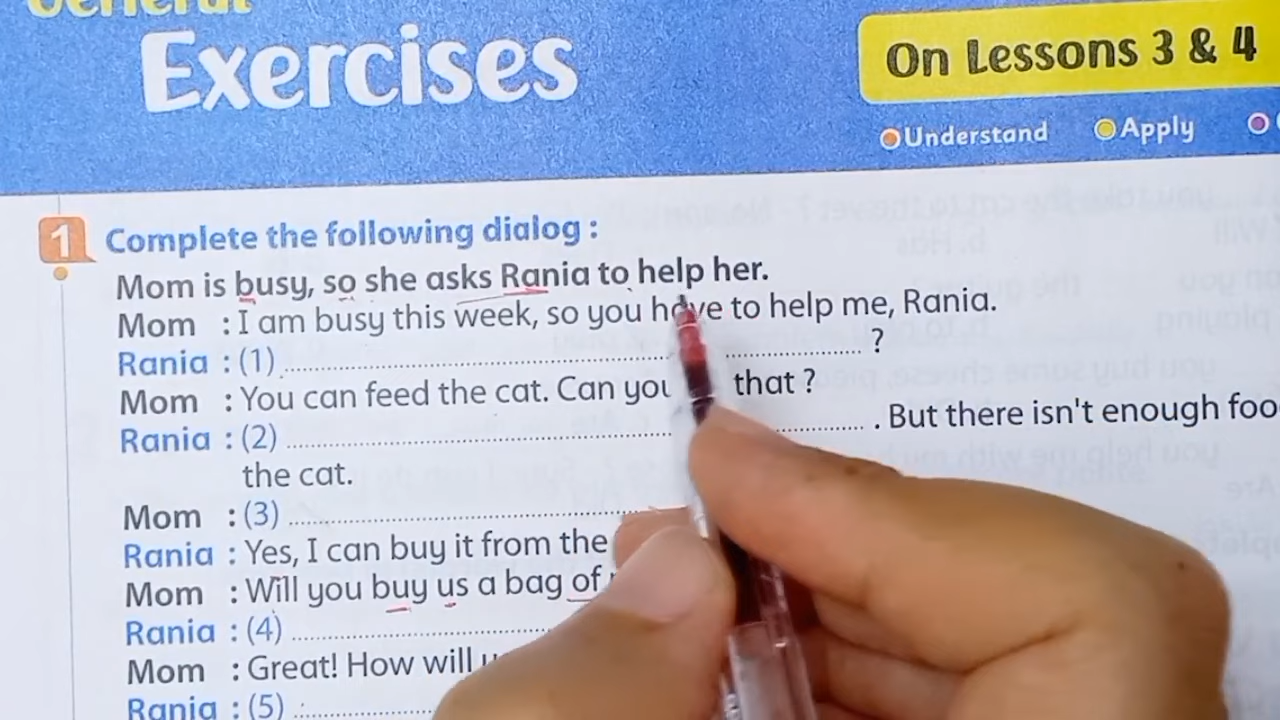 General
Exercises
On Lessons 3 & 4
Understand Apply
1 Complete the following dialog :
Mom is busy, so she asks Rania to help her.
Mom : I am busy this week, so you have to help me, Rania.
Rania : (1) ........................ ?
Mom : You can feed the cat. Can you that ?
Rania : (2) ........................ . But there isn't enough foo
the cat.
Mom : (3) ........................
Rania : Yes, I can buy it from the
Mom : Will you buy us a bag of
Rania : (4) ........................
Mom : Great! How will
Rania : (5) ........................